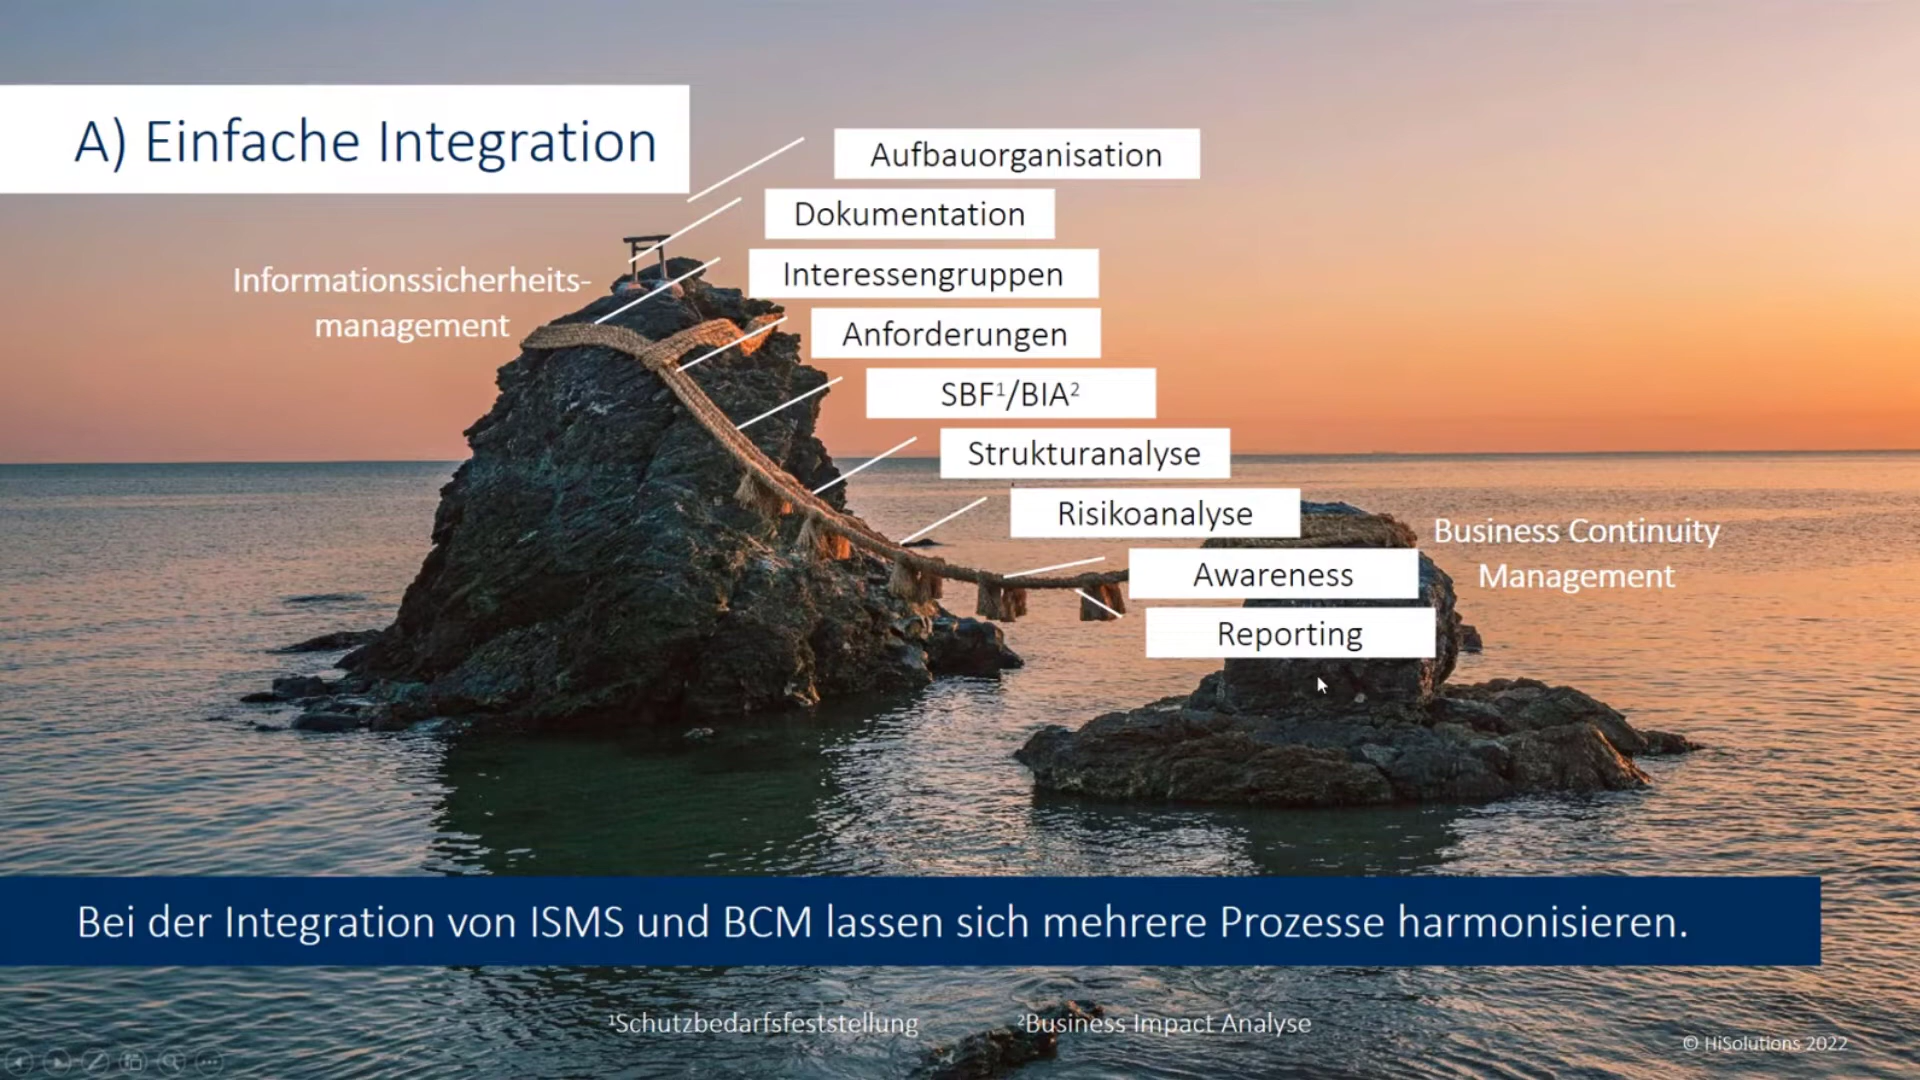 A) Einfache Integration
Aufbauorganisation
Dokumentation
Interessengruppen
Informationssicherheits-
management
Anforderungen
SBF¹/BIA²
Strukturanalyse
Risikoanalyse
Business Continuity
Management
Awareness
Reporting
Bei der Integration von ISMS und BCM lassen sich mehrere Prozesse harmonisieren.
¹Schutzbedarfsfeststellung
²Business Impact Analyse
© HiSolutions 2022